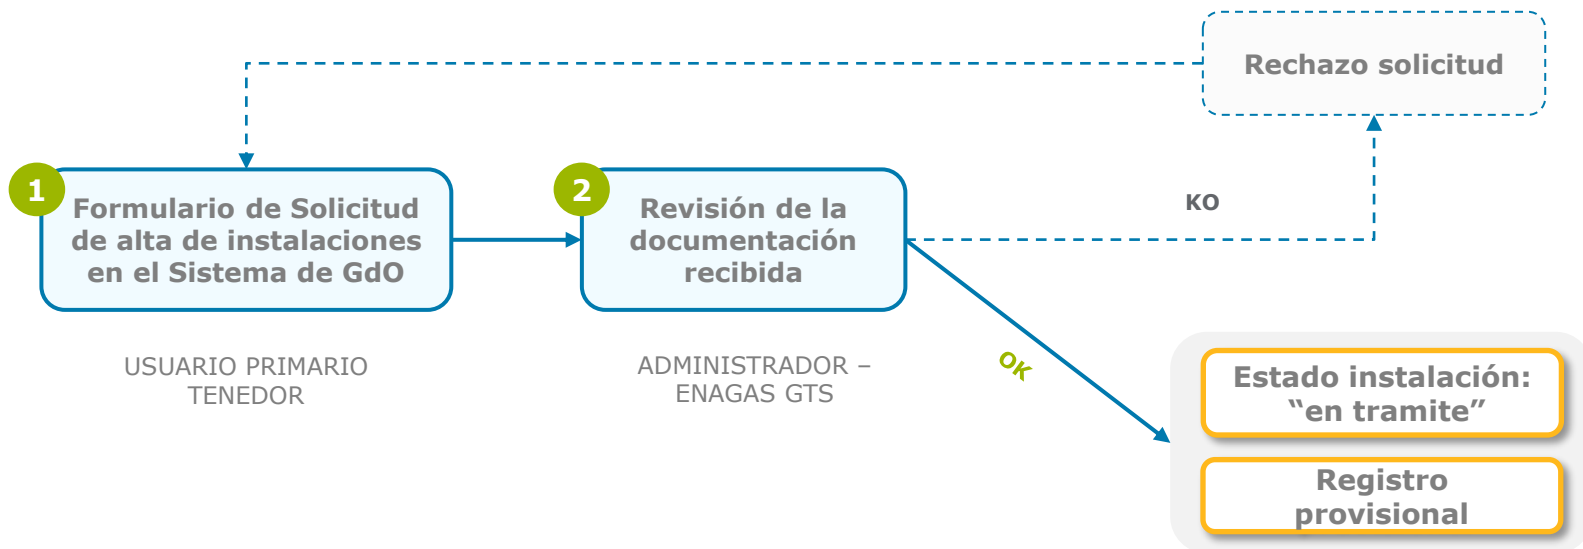 Rechazo solicitud
1
Formulario de Solicitud
de alta de instalaciones
en el Sistema de GdO
2
Revisión de la
documentación
recibida
KO
USUARIO PRIMARIO
TENEDOR
ADMINISTRADOR –
ENAGAS GTS
OK
Estado instalación:
“en tramite”
Registro
provisional